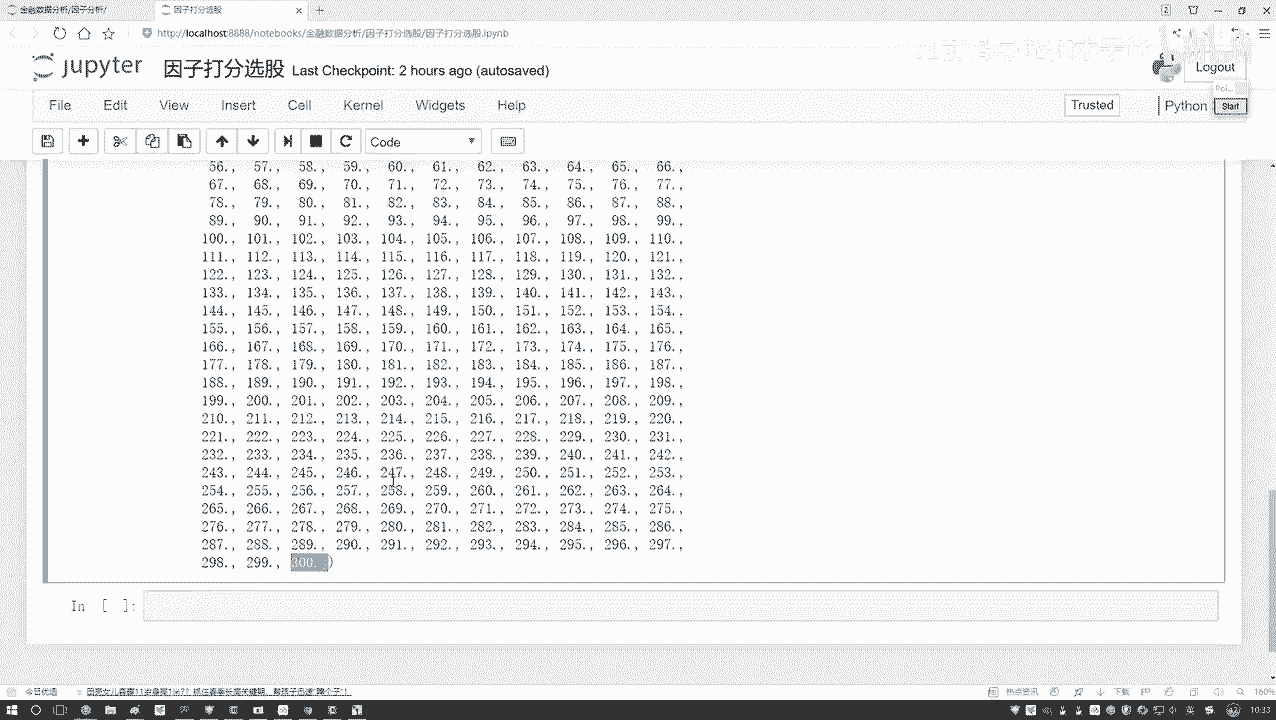 金融数据分析/因子分析/
因子打分选股
http://localhost:8888/notebooks/金融数据分析/因子打分选股/因子打分选股.ipynb
jupyter 因子打分选股 Last Checkpoint: 2 hours ago (autosaved)
Logout
File Edit View Insert Cell Kernel Widgets Help
Trusted
Python
Start
Code
56., 57., 58., 59., 60., 61., 62., 63., 64., 65., 66.,
67., 68., 69., 70., 71., 72., 73., 74., 75., 76., 77.,
78., 79., 80., 81., 82., 83., 84., 85., 86., 87., 88.,
89., 90., 91., 92., 93., 94., 95., 96., 97., 98., 99.,
100., 101., 102., 103., 104., 105., 106., 107., 108., 109., 110.,
111., 112., 113., 114., 115., 116., 117., 118., 119., 120., 121.,
122., 123., 124., 125., 126., 127., 128., 129., 130., 131., 132.,
133., 134., 135., 136., 137., 138., 139., 140., 141., 142., 143.,
144., 145., 146., 147., 148., 149., 150., 151., 152., 153., 154.,
155., 156., 157., 158., 159., 160., 161., 162., 163., 164., 165.,
166., 167., 168., 169., 170., 171., 172., 173., 174., 175., 176.,
177., 178., 179., 180., 181., 182., 183., 184., 185., 186., 187.,
188., 189., 190., 191., 192., 193., 194., 195., 196., 197., 198.,
199., 200., 201., 202., 203., 204., 205., 206., 207., 208., 209.,
210., 211., 212., 213., 214., 215., 216., 217., 218., 219., 220.,
221., 222., 223., 224., 225., 226., 227., 228., 229., 230., 231.,
232., 233., 234., 235., 236., 237., 238., 239., 240., 241., 242.,
243., 244., 245., 246., 247., 248., 249., 250., 251., 252., 253.,
254., 255., 256., 257., 258., 259., 260., 261., 262., 263., 264.,
265., 266., 267., 268., 269., 270., 271., 272., 273., 274., 275.,
276., 277., 278., 279., 280., 281., 282., 283., 284., 285., 286.,
287., 288., 289., 290., 291., 292., 293., 294., 295., 296., 297.,
298., 299., 300. )
In [ ]:
今日优选
热点资讯
下载
160%
10:33